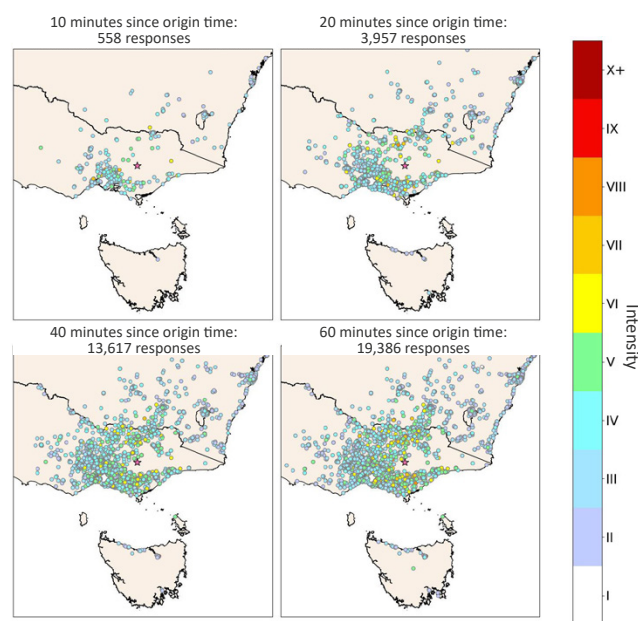 10 minutes since origin time:
558 responses
20 minutes since origin time:
3,957 responses
40 minutes since origin time:
13,617 responses
60 minutes since origin time:
19,386 responses
X+
IX
VIII
VII
VI
V
IV
III
II
I
Intensity